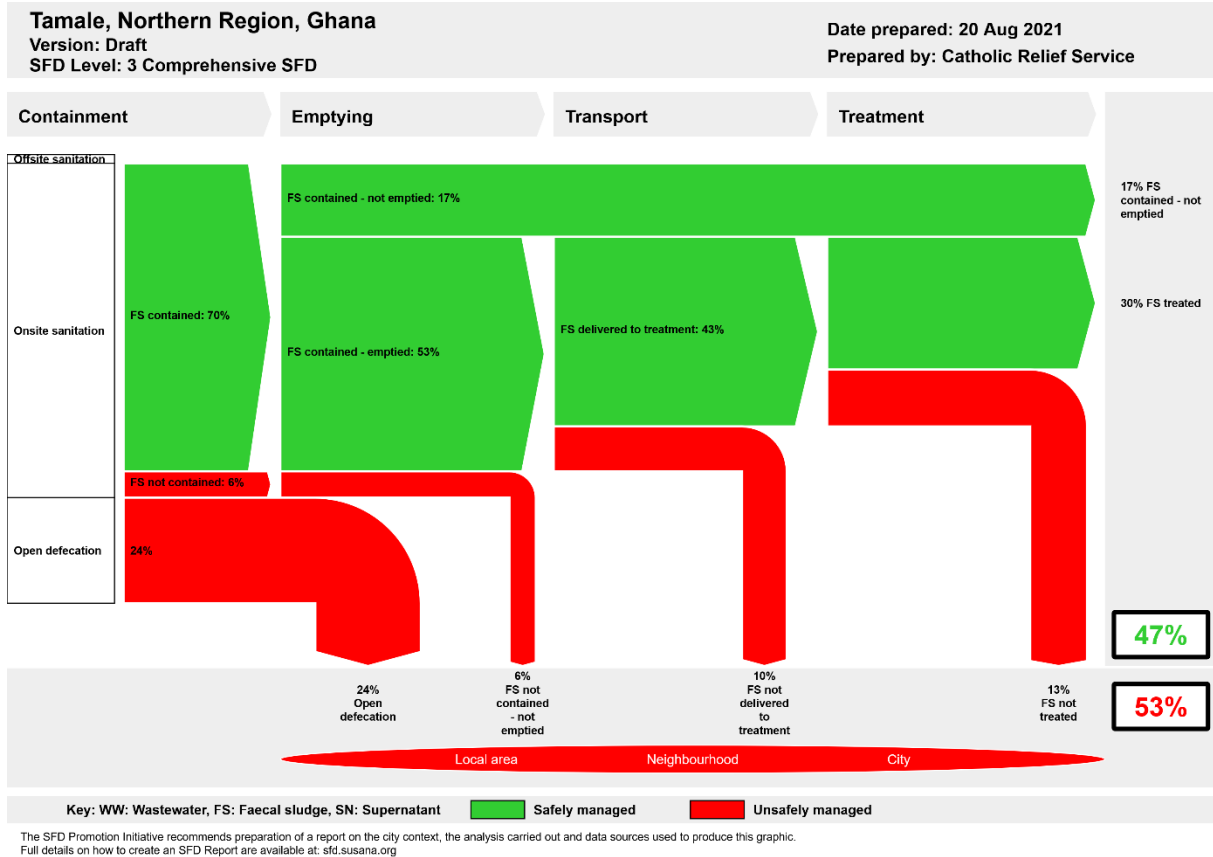 Tamale, Northern Region, Ghana
Version: Draft
SFD Level: 3 Comprehensive SFD
Date prepared: 20 Aug 2021
Prepared by: Catholic Relief Service
Containment
Emptying
Transport
Treatment
Offsite sanitation
FS contained - not emptied: 17%
17% FS
contained - not
emptied
Onsite sanitation
FS contained: 70%
FS contained - emptied: 53%
FS delivered to treatment: 43%
30% FS treated
FS not contained: 6%
Open defecation
24%
47%
24%
Open
defecation
6%
FS not
contained
- not
emptied
10%
FS not
delivered
to
treatment
13%
FS not
treated
53%
Local area
Neighbourhood
City
Key: WW: Wastewater, FS: Faecal sludge, SN: Supernatant
Safely managed
Unsafely managed
The SFD Promotion Initiative recommends preparation of a report on the city context, the analysis carried out and data sources used to produce this graphic.
Full details on how to create an SFD Report are available at: sfd.susana.org